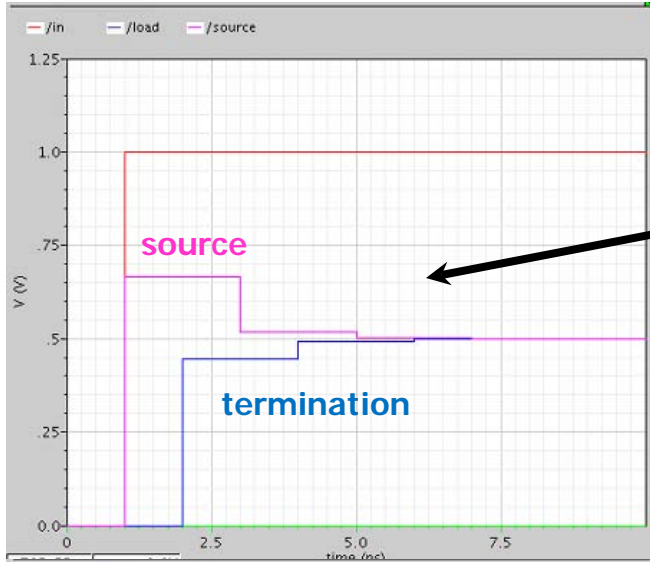 /in /load /source
1.25
1.0
source
.75
V (V)
.5
termination
.25
0.0
0 2.5 5.0 7.5
time (ns)